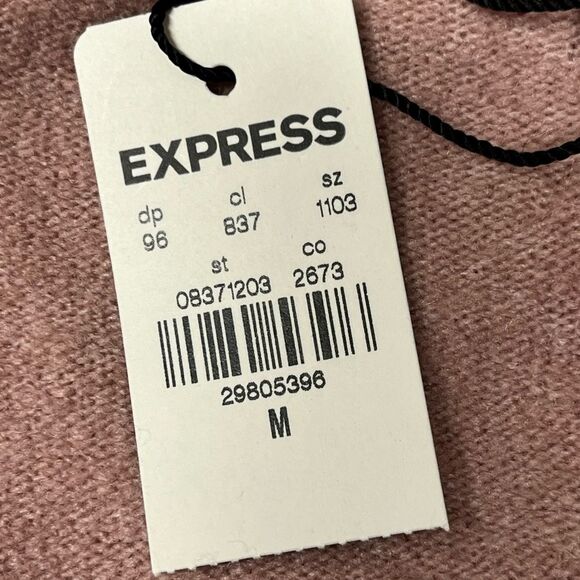 EXPRESS
dp cl sz
96 837 1103
st co
08371203 2673
29805396
M